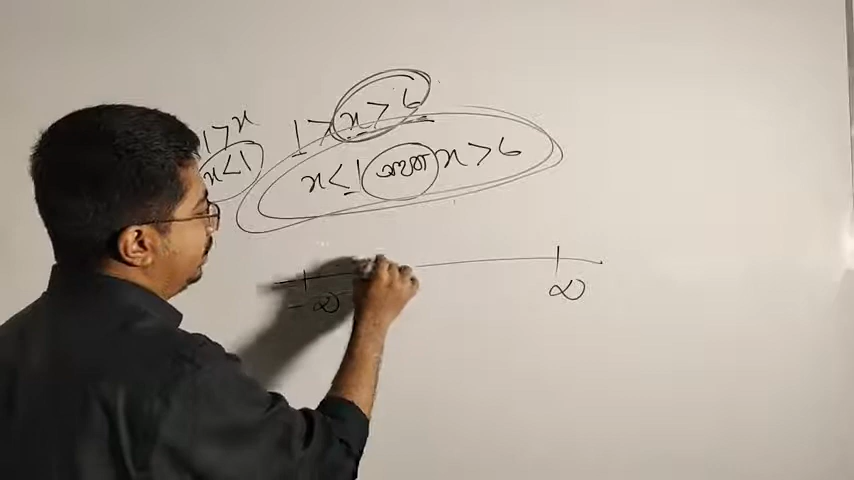 1 > x > 6
1 > x
x < 1
x < 1 অথবা x > 6
- ∞ ∞